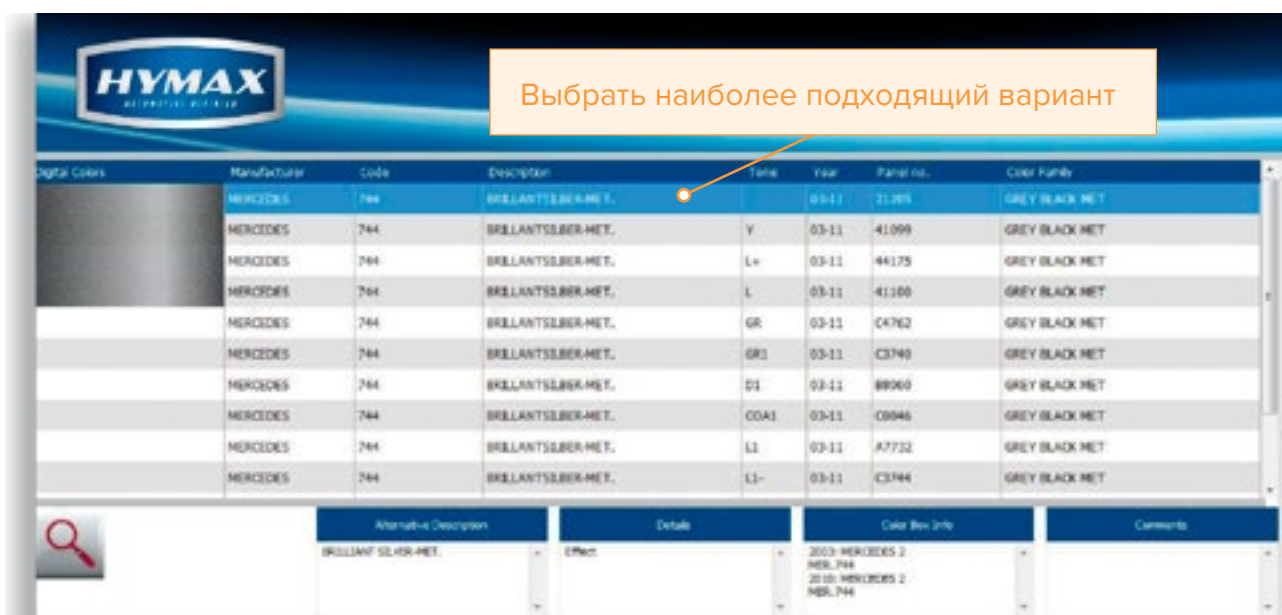 HYMAX
Выбрать наиболее подходящий вариант
Digital Colors Manufacturer Code Description Tone Year Panel no. Color Family
MERCEDES 744 BRILLANTSILBER-MET. 03-11 GREY BLACK MET
MERCEDES 744 BRILLANTSILBER-MET. Y 03-11 41099 GREY BLACK MET
MERCEDES 744 BRILLANTSILBER-MET. L+ 03-11 44175 GREY BLACK MET
MERCEDES 744 BRILLANTSILBER-MET. L 03-11 41100 GREY BLACK MET
MERCEDES 744 BRILLANTSILBER-MET. GR 03-11 C4762 GREY BLACK MET
MERCEDES 744 BRILLANTSILBER-MET. GR1 03-11 C3740 GREY BLACK MET
MERCEDES 744 BRILLANTSILBER-MET. D1 03-11 GREY BLACK MET
MERCEDES 744 BRILLANTSILBER-MET. 03-11 GREY BLACK MET
MERCEDES 744 BRILLANTSILBER-MET. L1 03-11 A7732 GREY BLACK MET
MERCEDES 744 BRILLANTSILBER-MET. L1- 03-11 C3744 GREY BLACK MET
Alternative Description Details Color Box Info Comments
BRILLIANT SILVER-MET. Effect 2003: MERCEDES 2
MER.744
2010: MERCEDES 2
MER.744